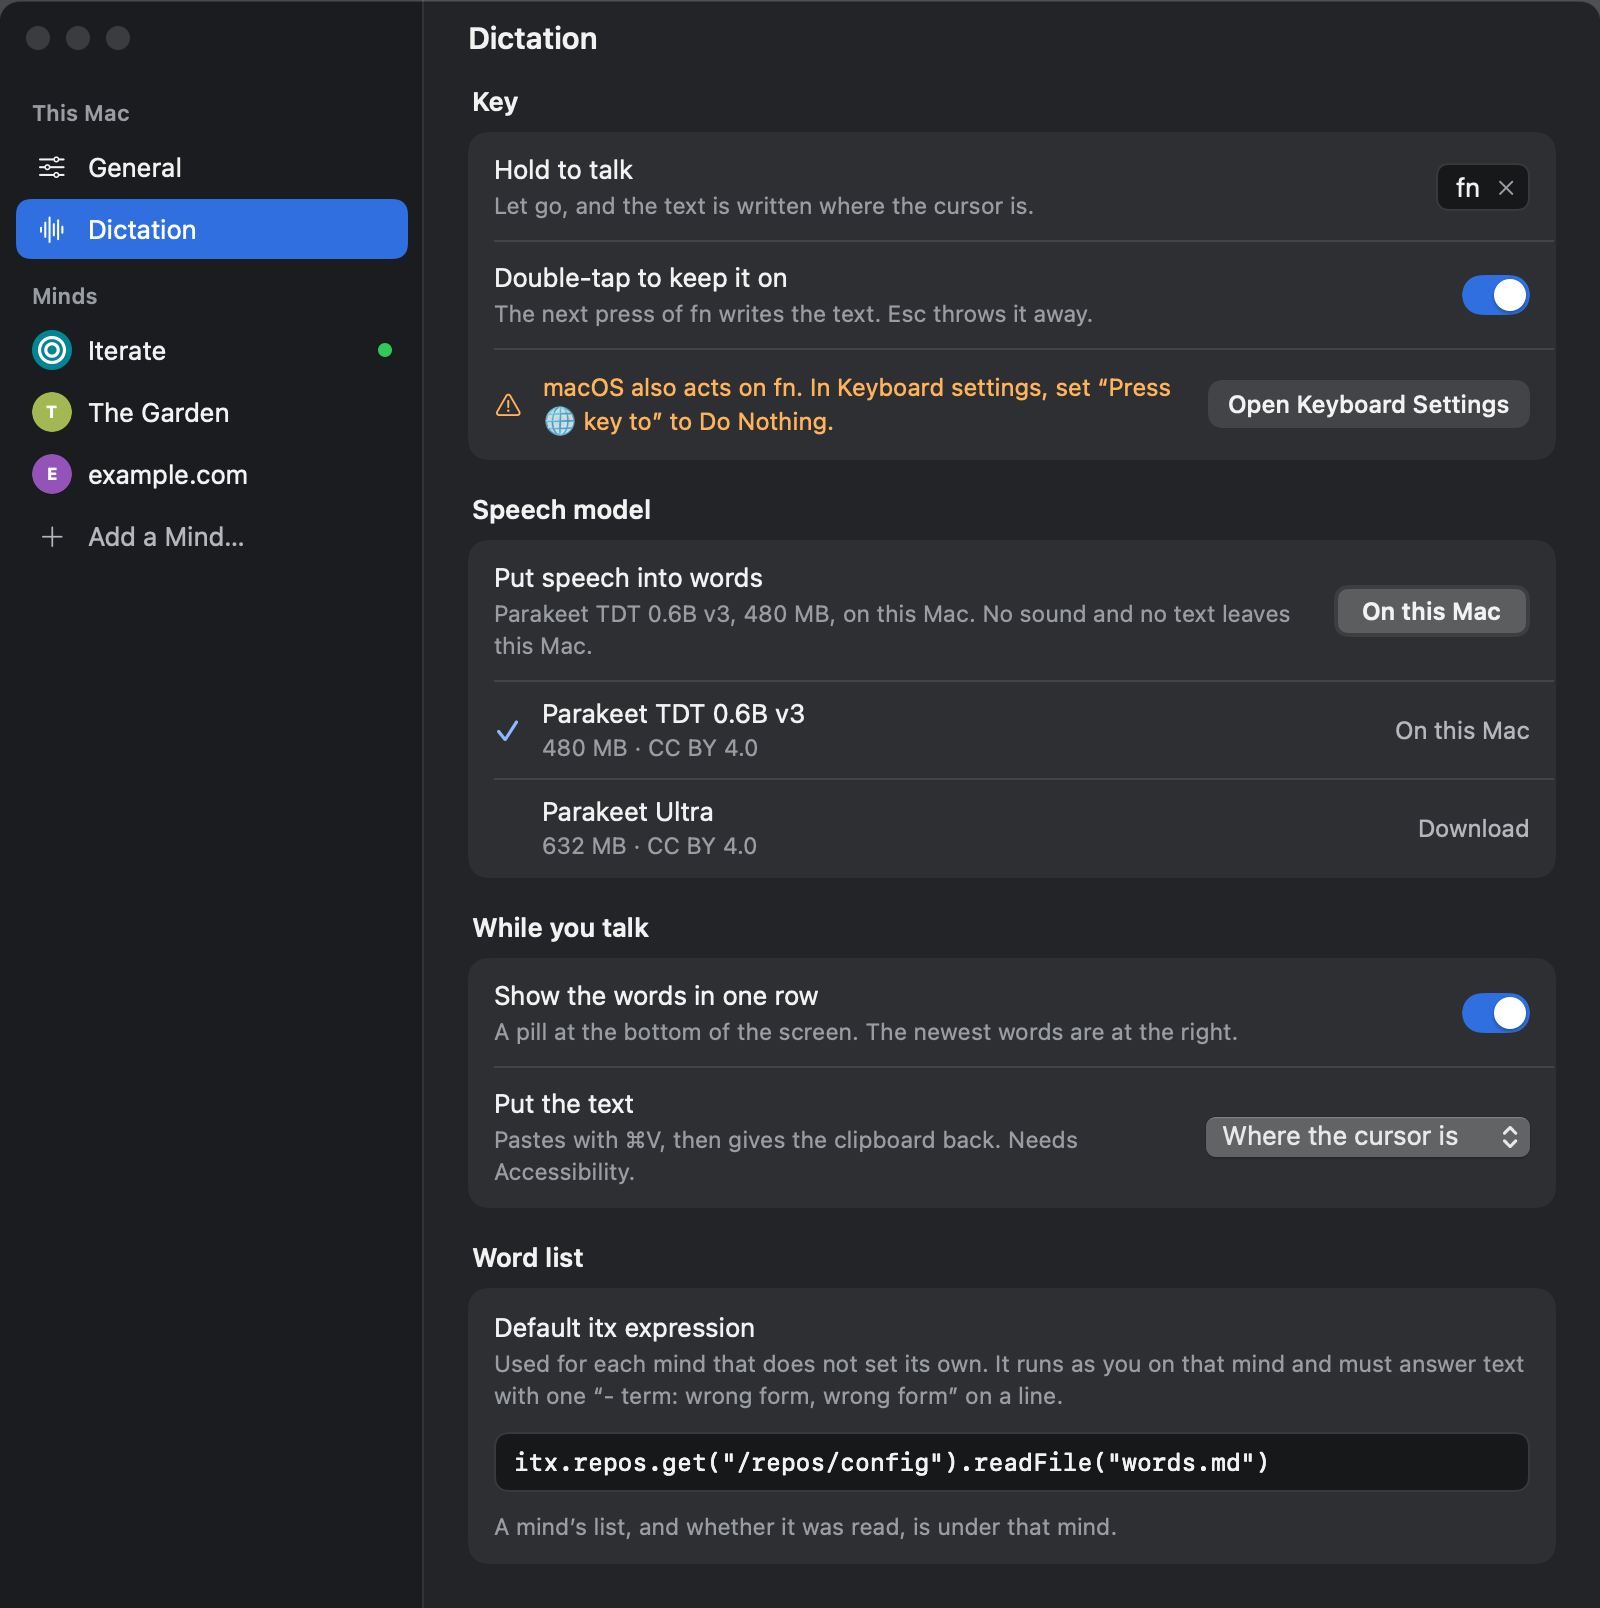 Dictation
This Mac
General
Dictation
Minds
Iterate
T
The Garden
E
example.com
Add a Mind...
Key
Hold to talk
Let go, and the text is written where the cursor is.
fn
Double-tap to keep it on
The next press of fn writes the text. Esc throws it away.
macOS also acts on fn. In Keyboard settings, set “Press
🌐 key to” to Do Nothing.
Open Keyboard Settings
Speech model
Put speech into words
Parakeet TDT 0.6B v3, 480 MB, on this Mac. No sound and no text leaves
this Mac.
On this Mac
Parakeet TDT 0.6B v3
480 MB · CC BY 4.0
On this Mac
Parakeet Ultra
632 MB · CC BY 4.0
Download
While you talk
Show the words in one row
A pill at the bottom of the screen. The newest words are at the right.
Put the text
Pastes with ⌘V, then gives the clipboard back. Needs
Accessibility.
Where the cursor is
Word list
Default itx expression
Used for each mind that does not set its own. It runs as you on that mind and must answer text
with one “- term: wrong form, wrong form” on a line.
itx.repos.get("/repos/config").readFile("words.md")
A mind’s list, and whether it was read, is under that mind.